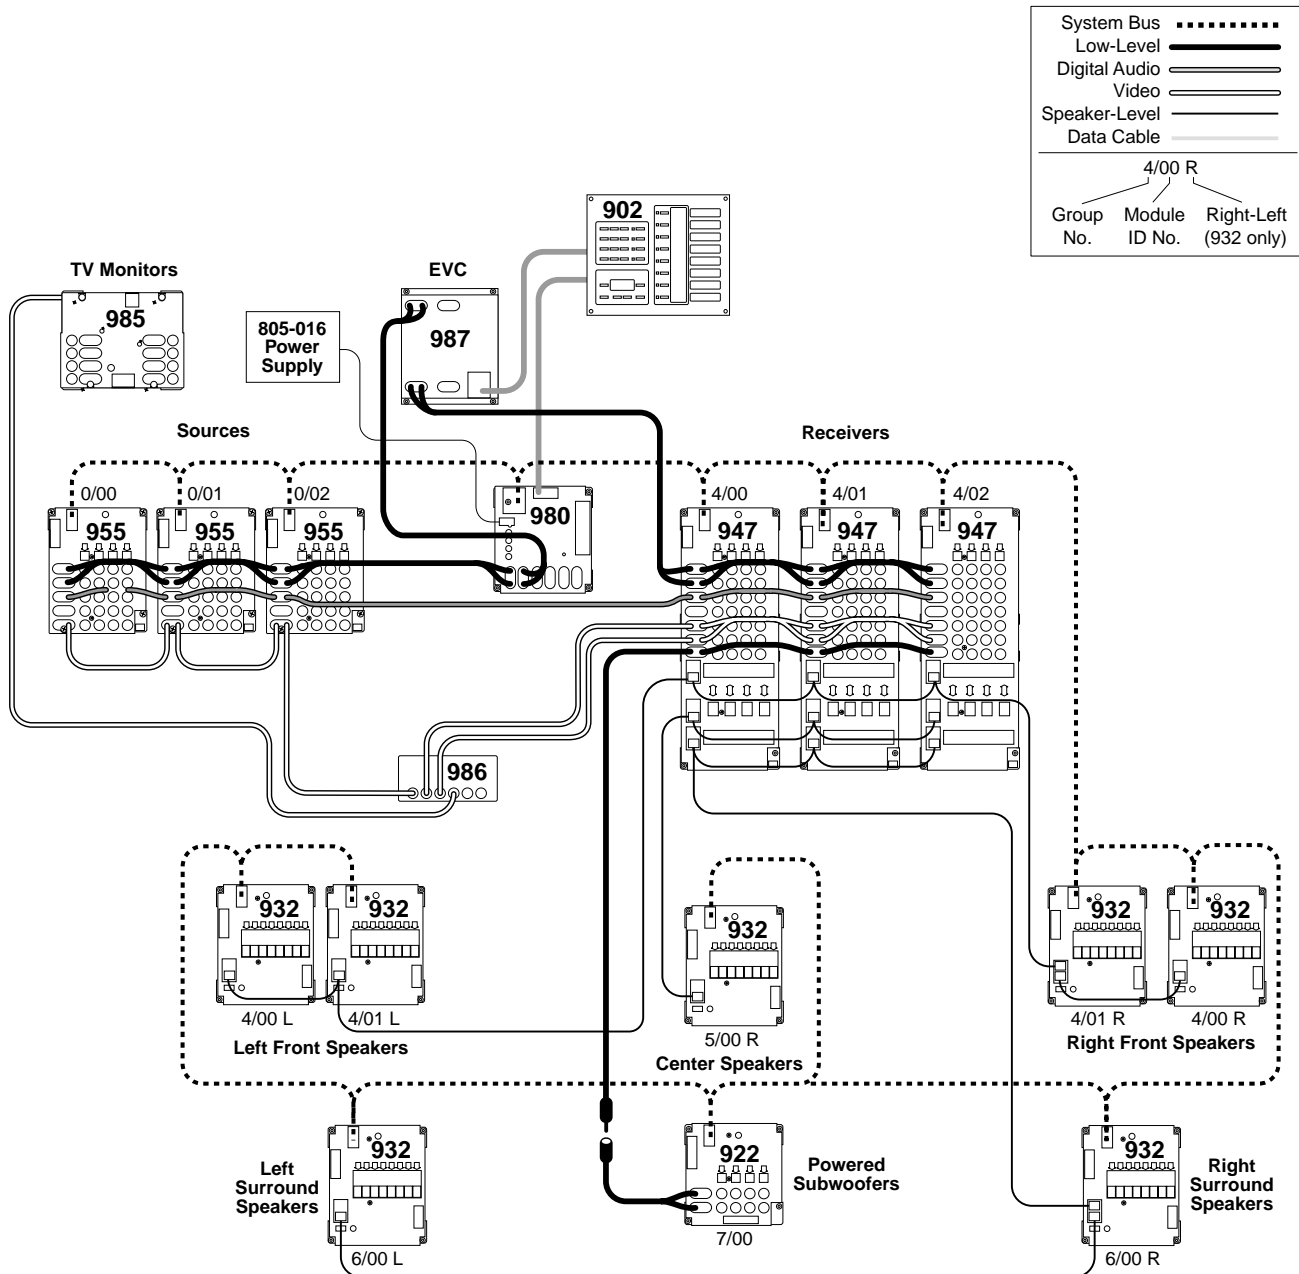 System Bus
Low-Level
Digital Audio
Video
Speaker-Level
Data Cable
4/00 R
Group No.
Module ID No.
Right-Left (932 only)
902
TV Monitors
985
EVC
987
805-016
Power
Supply
Sources
Receivers
0/00
0/01
0/02
4/00
4/01
4/02
955
955
955
980
947
947
947
986
932
932
932
932
932
4/00 L
4/01 L
Left Front Speakers
5/00 R
Center Speakers
4/01 R
4/00 R
Right Front Speakers
932
922
932
Left
Surround
Speakers
Powered
Subwoofers
Right
Surround
Speakers
6/00 L
7/00
6/00 R